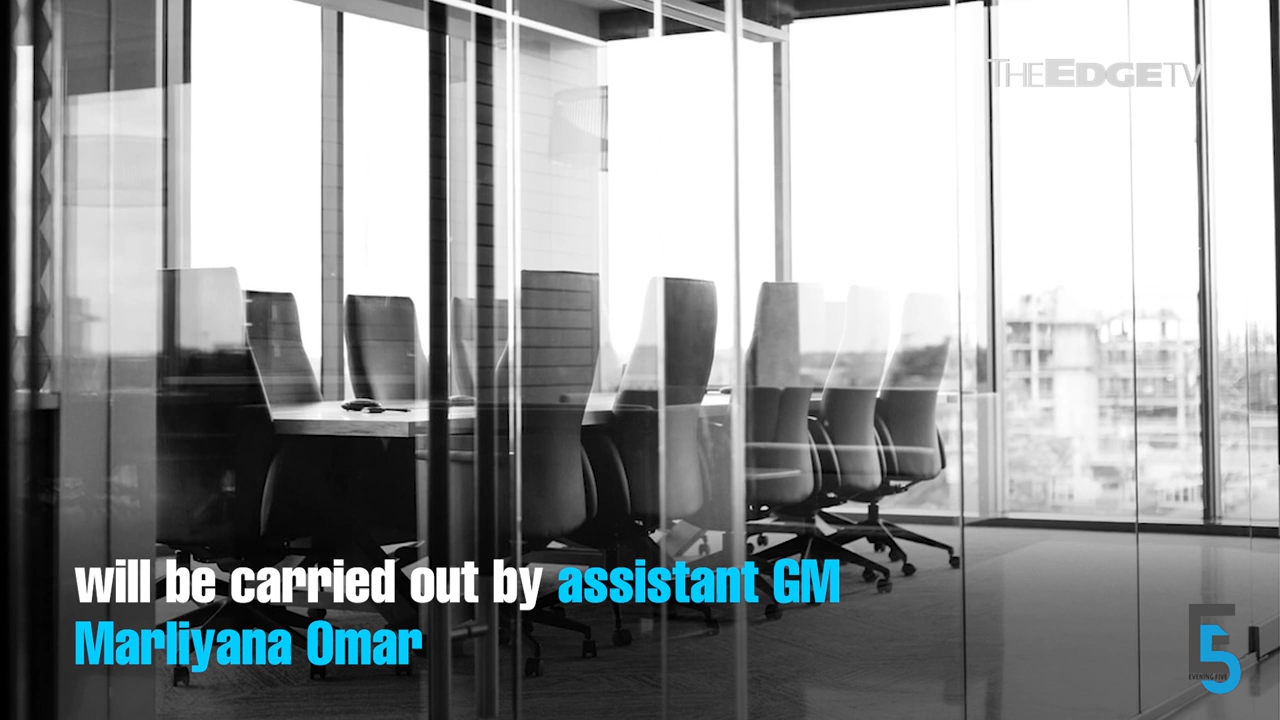 THEEDGETV
will be carried out by assistant GM
Marliyana Omar
5
EVENING FIVE